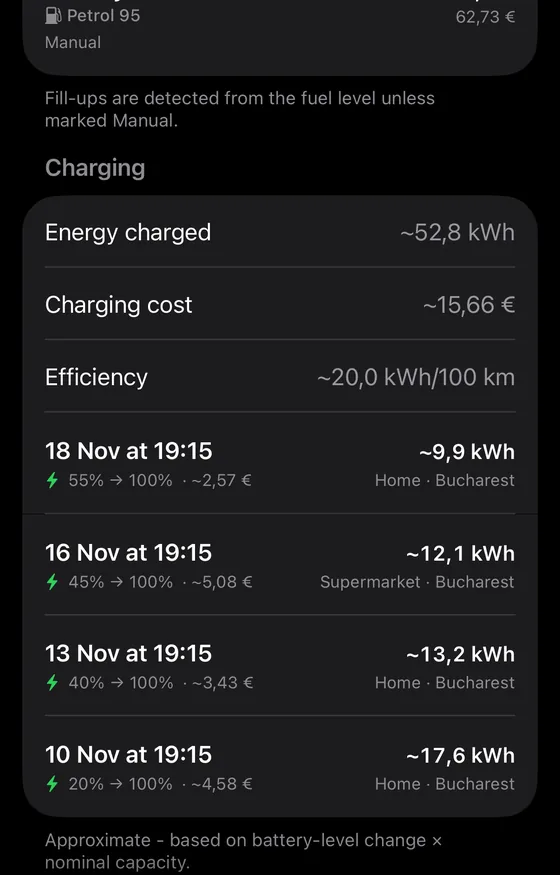 Petrol 95
62,73 €
Manual
Fill-ups are detected from the fuel level unless
marked Manual.
Charging
Energy charged
~52,8 kWh
Charging cost
~15,66 €
Efficiency
~20,0 kWh/100 km
18 Nov at 19:15
~9,9 kWh
55% → 100% · ~2,57 €
Home · Bucharest
16 Nov at 19:15
~12,1 kWh
45% → 100% · ~5,08 €
Supermarket · Bucharest
13 Nov at 19:15
~13,2 kWh
40% → 100% · ~3,43 €
Home · Bucharest
10 Nov at 19:15
~17,6 kWh
20% → 100% · ~4,58 €
Home · Bucharest
Approximate - based on battery-level change ×
nominal capacity.